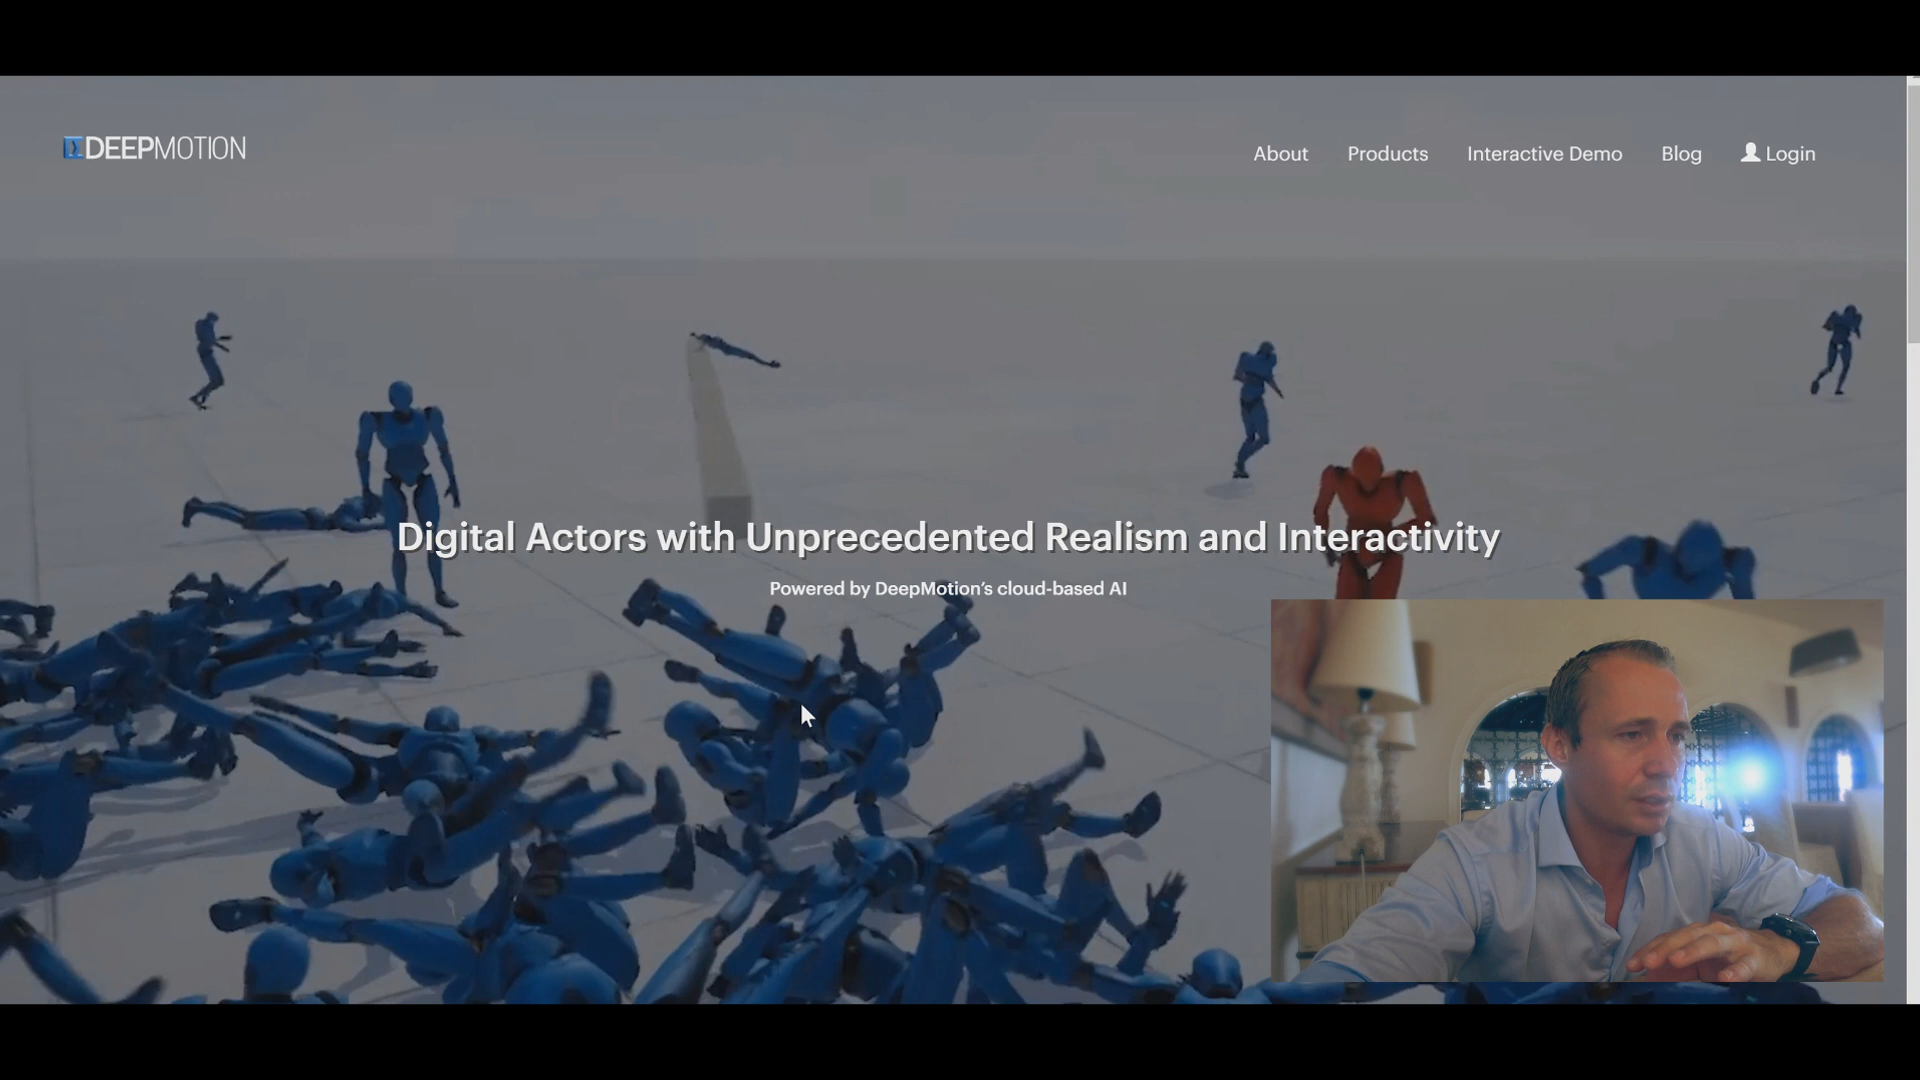 DEEPMOTION
About Products Interactive Demo Blog Login
Digital Actors with Unprecedented Realism and Interactivity
Powered by DeepMotion's cloud-based AI